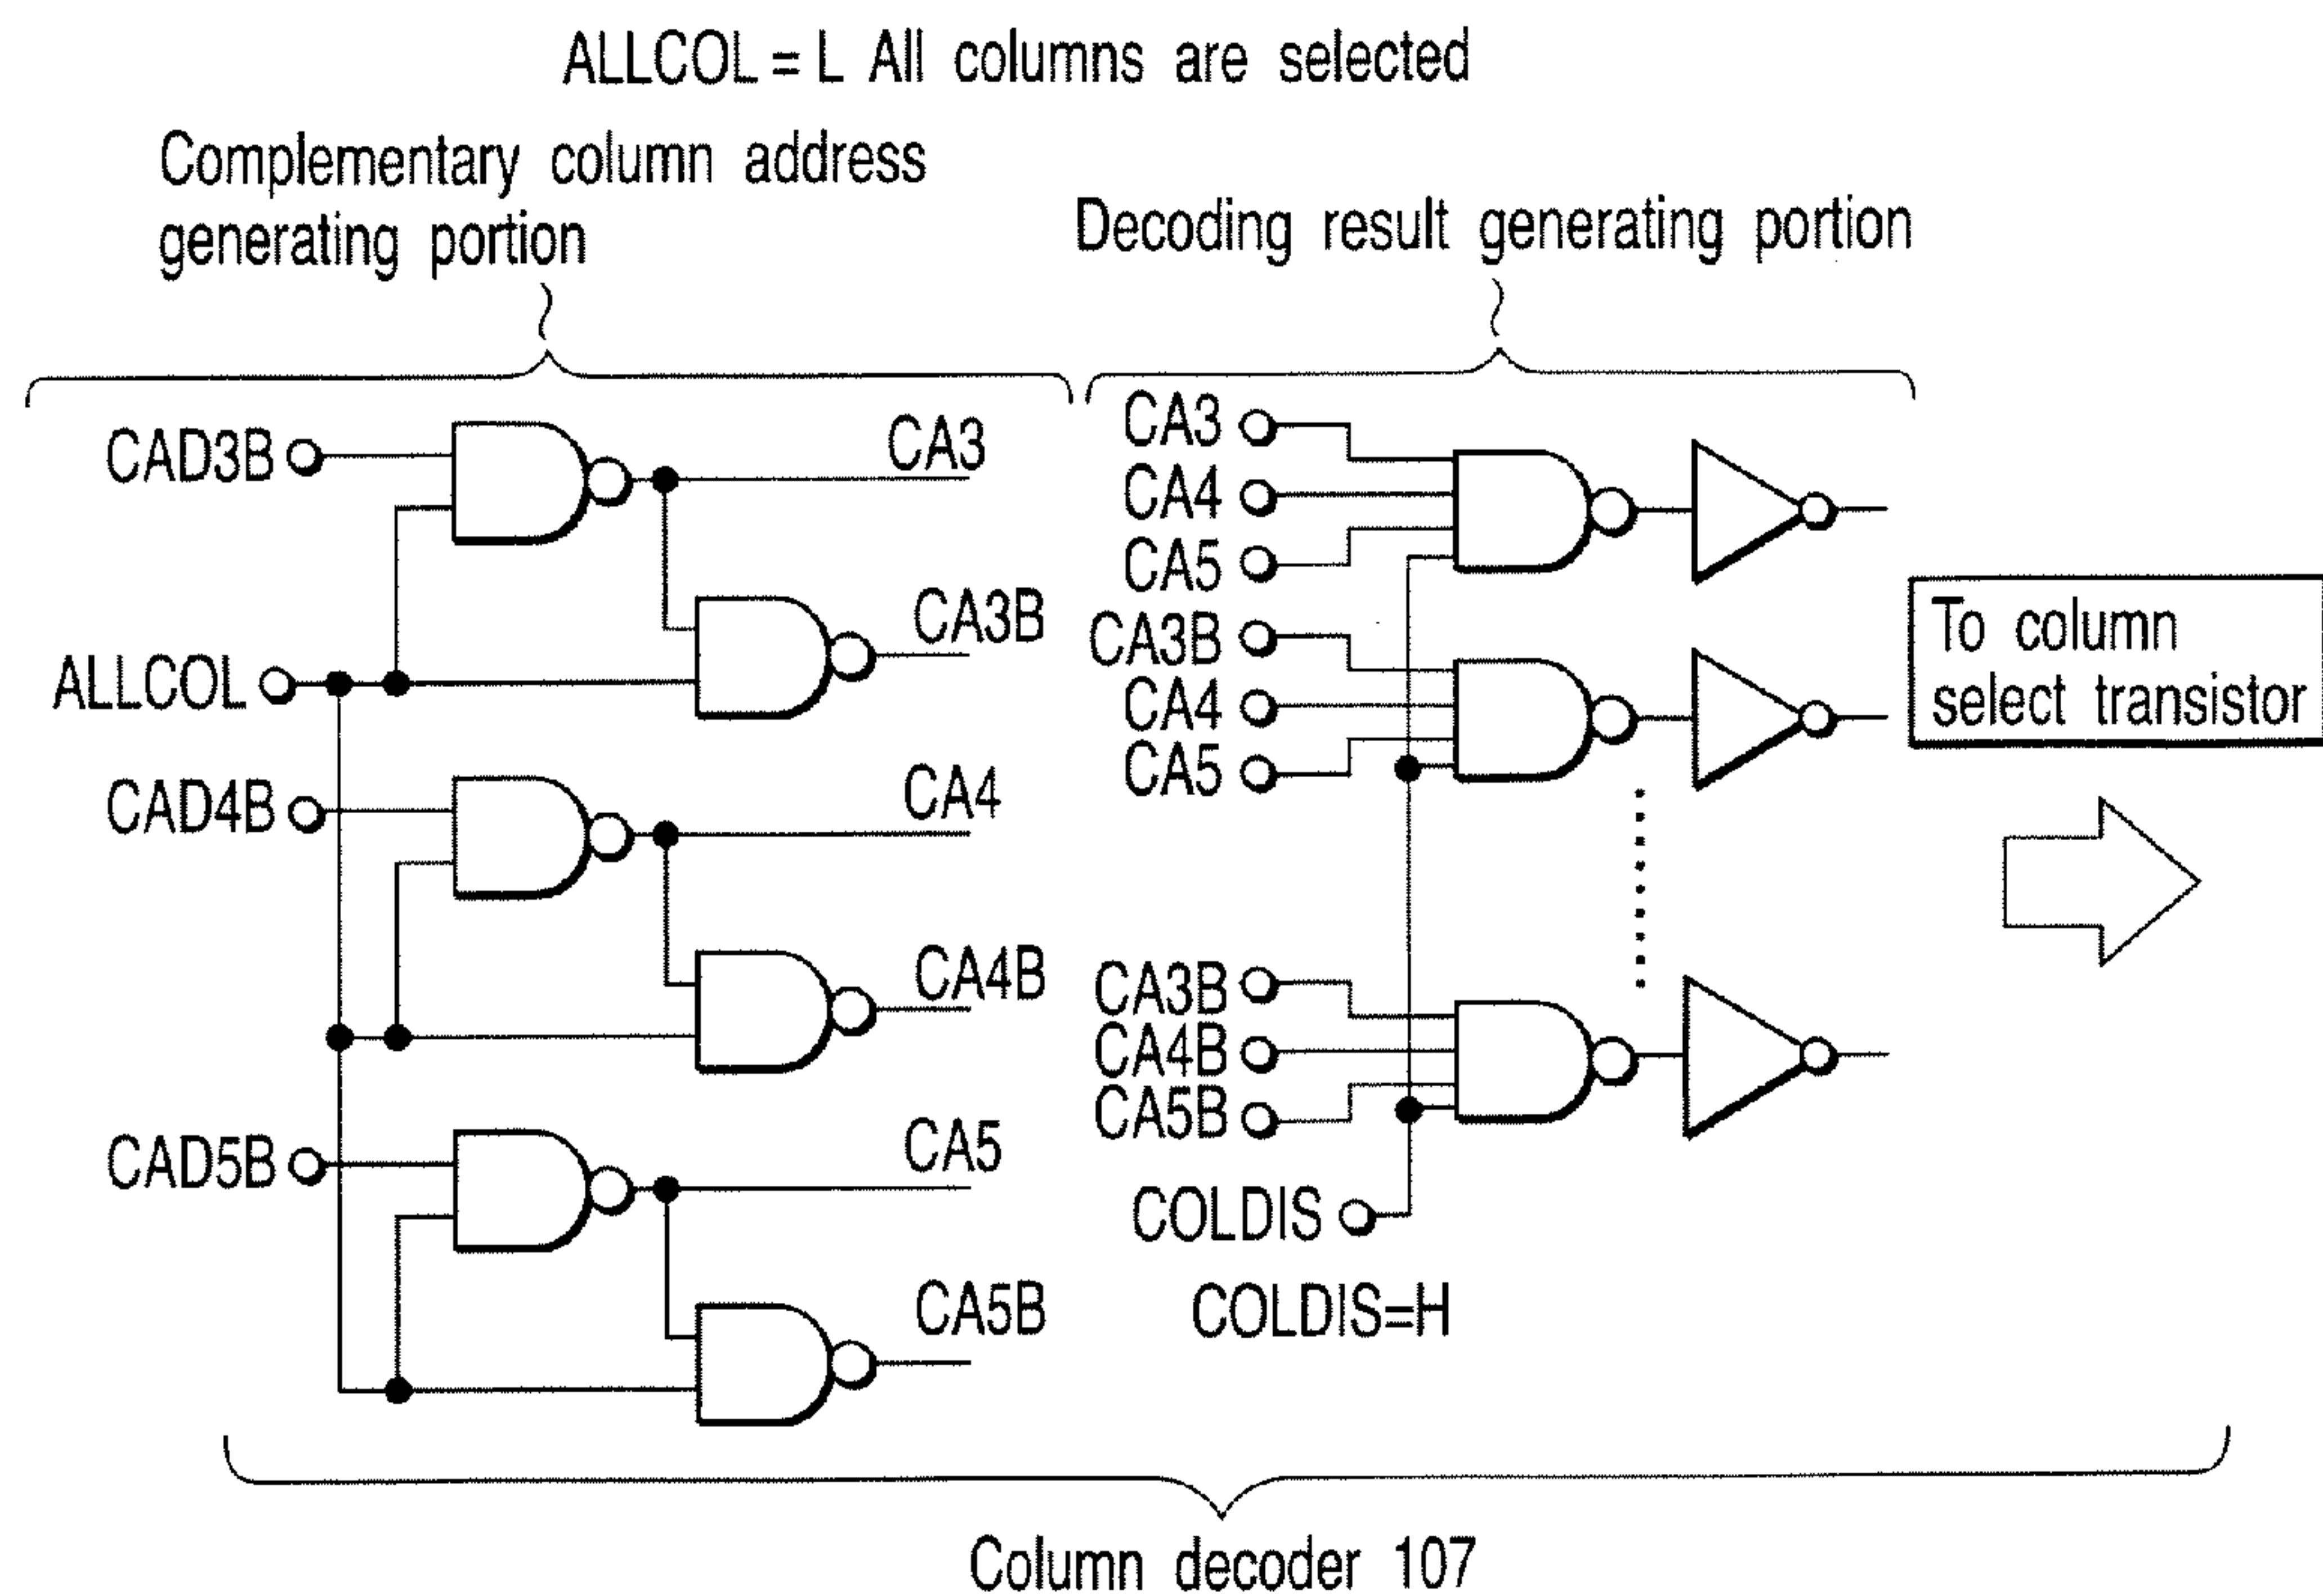 ALLCOL = L All columns are selected
Complementary column address
generating portion
Decoding result generating portion
CAD3B
CA3
CA3B
ALLCOL
CAD4B
CA4
CA4B
CAD5B
CA5
CA5B
CA3
CA4
CA5
CA3B
CA4
CA5
CA3B
CA4B
CA5B
COLDIS
COLDIS=H
To column
select transistor
Column decoder 107